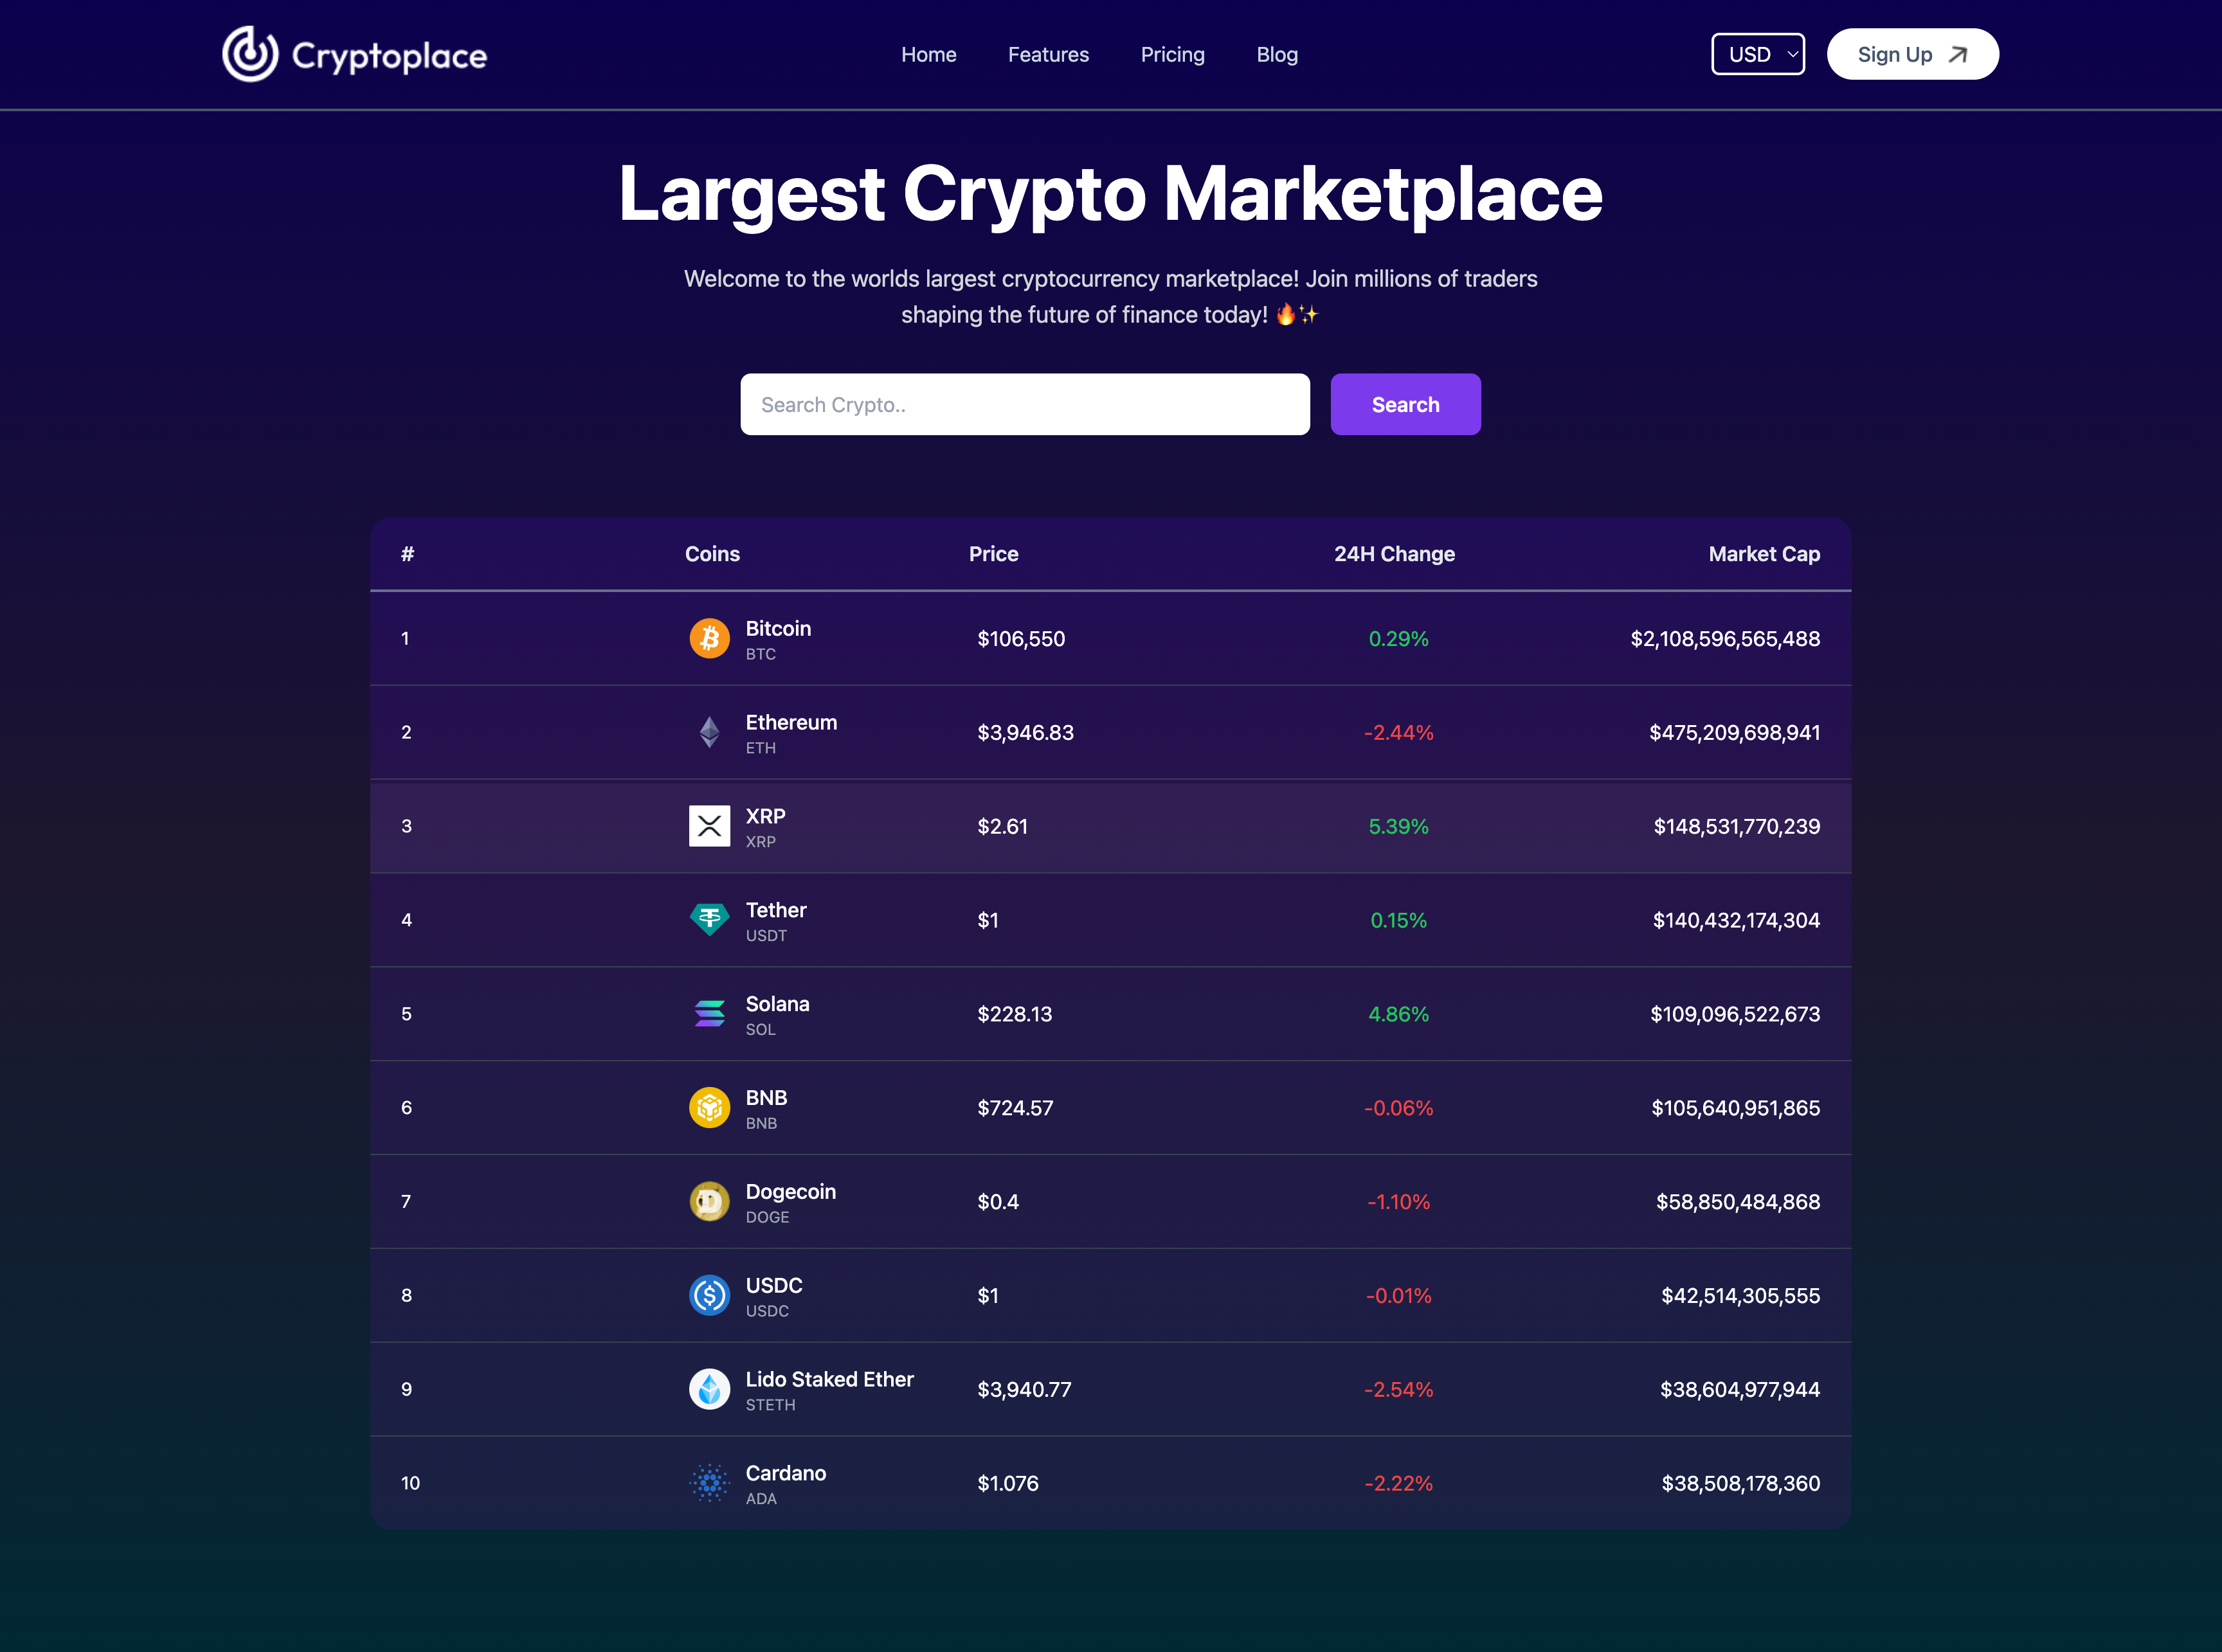 Cryptoplace Home Features Pricing Blog USD Sign Up
Largest Crypto Marketplace
Welcome to the worlds largest cryptocurrency marketplace! Join millions of traders
shaping the future of finance today! 🔥✨
Search Crypto.. Search
# Coins Price 24H Change Market Cap
1 Bitcoin BTC $106,550 0.29% $2,108,596,565,488
2 Ethereum ETH $3,946.83 -2.44% $475,209,698,941
3 XRP XRP $2.61 5.39% $148,531,770,239
4 Tether USDT $1 0.15% $140,432,174,304
5 Solana SOL $228.13 4.86% $109,096,522,673
6 BNB BNB $724.57 -0.06% $105,640,951,865
7 Dogecoin DOGE $0.4 -1.10% $58,850,484,868
8 USDC USDC $1 -0.01% $42,514,305,555
9 Lido Staked Ether STETH $3,940.77 -2.54% $38,604,977,944
10 Cardano ADA $1.076 -2.22% $38,508,178,360